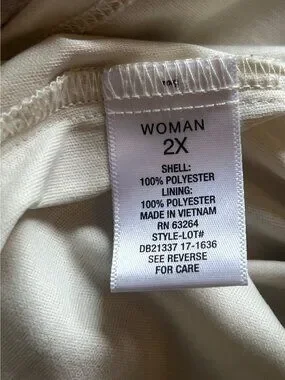 WOMAN
2X
SHELL:
100% POLYESTER
LINING:
100% POLYESTER
MADE IN VIETNAM
RN 63264
STYLE-LOT#
DB21337 17-1636
SEE REVERSE
FOR CARE